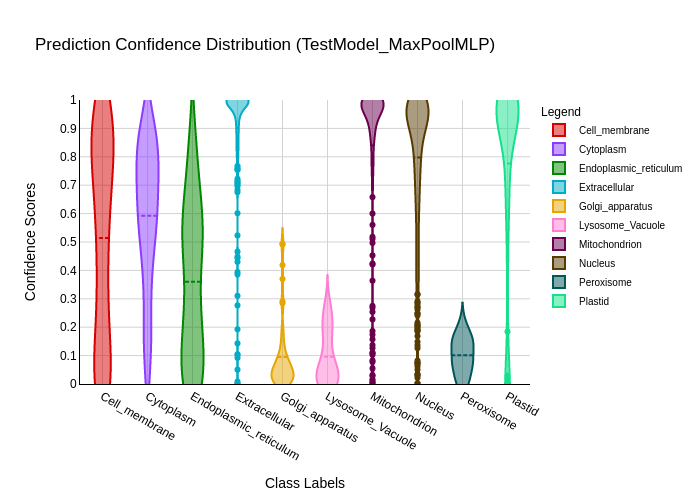 Prediction Confidence Distribution (TestModel_MaxPoolMLP)
Legend
Cell_membrane
Cytoplasm
Endoplasmic_reticulum
Extracellular
Golgi_apparatus
Lysosome_Vacuole
Mitochondrion
Nucleus
Peroxisome
Plastid
Confidence Scores
1
0.9
0.8
0.7
0.6
0.5
0.4
0.3
0.2
0.1
0
Cell_membrane
Cytoplasm
Endoplasmic_reticulum
Extracellular
Golgi_apparatus
Lysosome_Vacuole
Mitochondrion
Nucleus
Peroxisome
Plastid
Class Labels